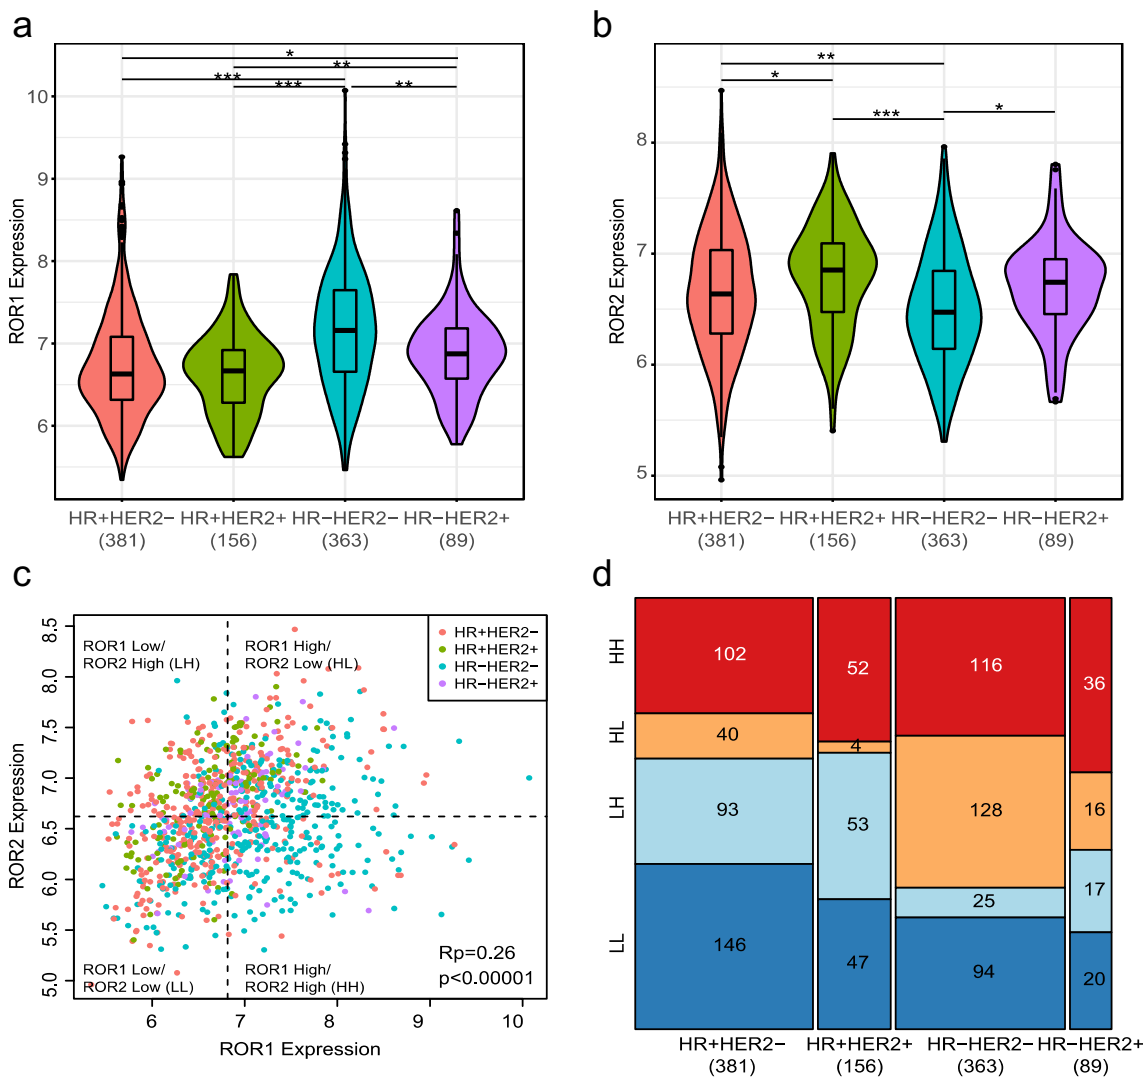 a
*
**
***
***
**
10
9
8
7
6
ROR1 Expression
HR+HER2−
(381)
HR+HER2+
(156)
HR−HER2−
(363)
HR−HER2+
(89)
b
**
*
***
*
8
7
6
5
ROR2 Expression
HR+HER2−
(381)
HR+HER2+
(156)
HR−HER2−
(363)
HR−HER2+
(89)
c
ROR1 Low/
ROR2 High (LH)
ROR1 High/
ROR2 Low (HL)
HR+HER2−
HR+HER2+
HR−HER2−
HR−HER2+
8.5
8.0
7.5
7.0
6.5
6.0
5.5
5.0
ROR2 Expression
Rp=0.26
p<0.00001
ROR1 Low/
ROR2 Low (LL)
ROR1 High/
ROR2 High (HH)
6 7 8 9 10
ROR1 Expression
d
HH
HL
LH
LL
102
40
93
146
52
4
53
47
116
128
25
94
36
16
17
20
HR+HER2−
(381)
HR+HER2+
(156)
HR−HER2−
(363)
HR−HER2+
(89)